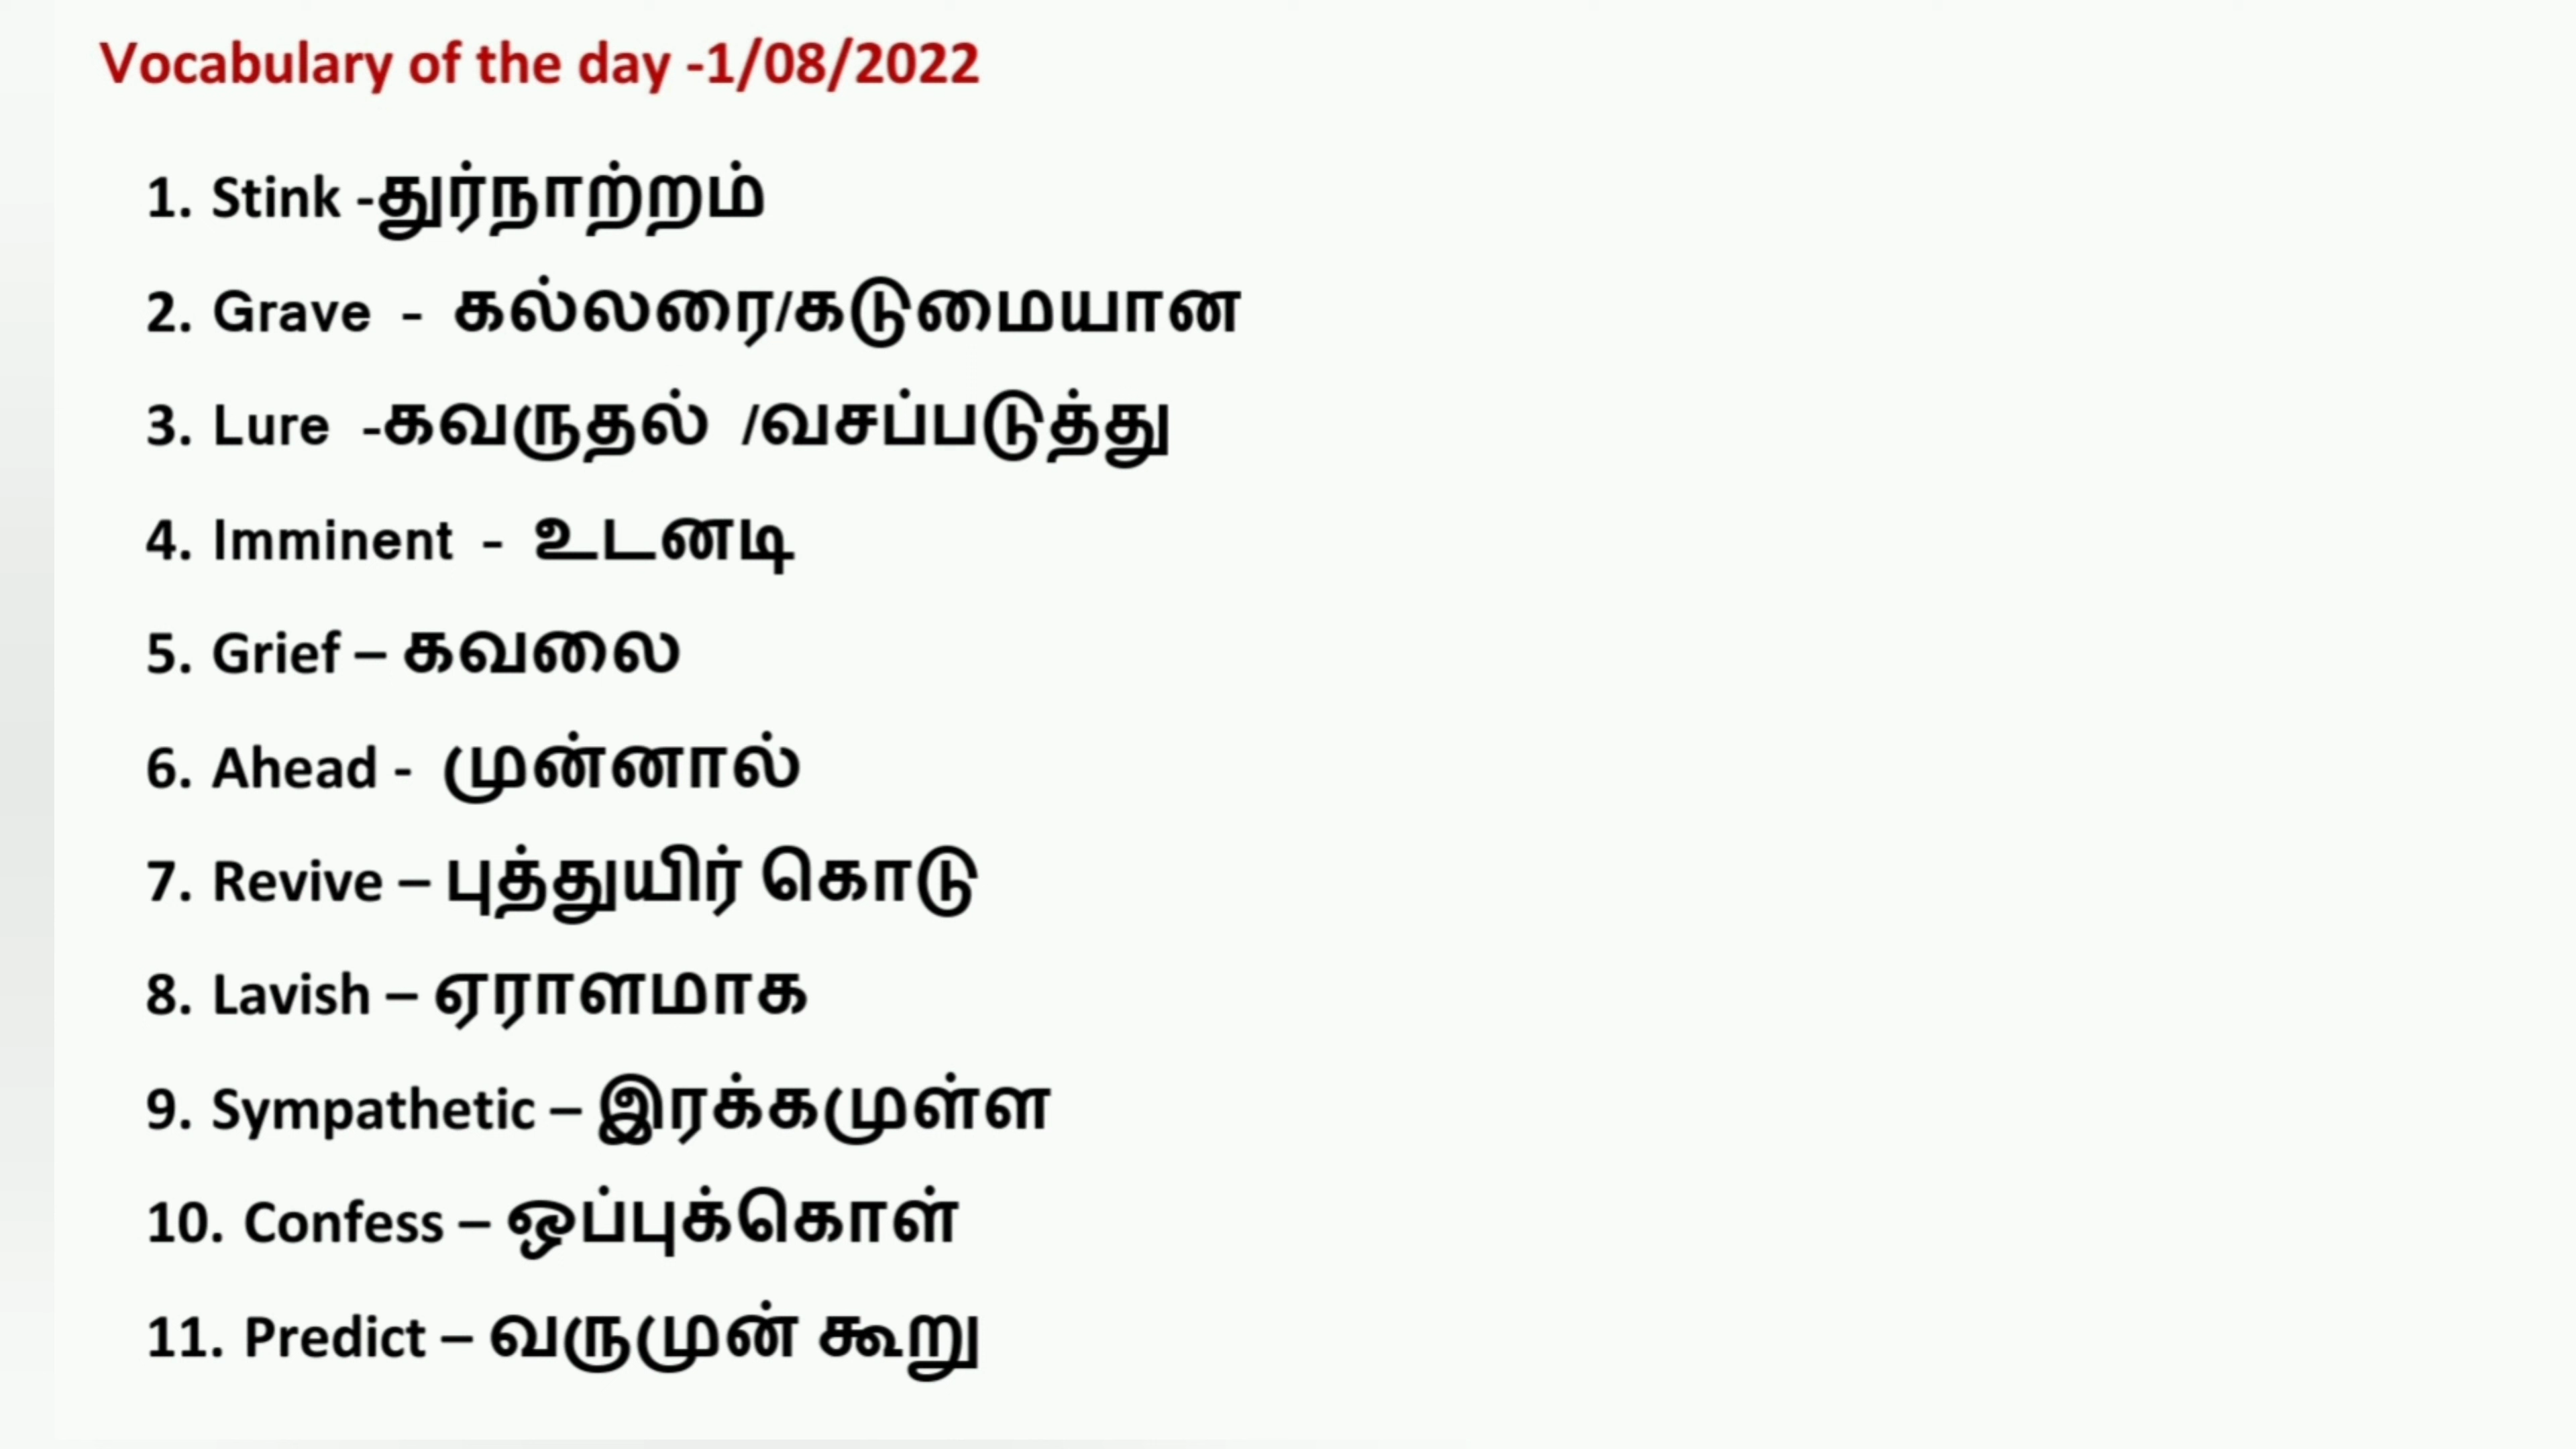 Vocabulary of the day -1/08/2022
1. Stink -துர்நாற்றம்
2. Grave - கல்லரை/கடுமையான
3. Lure -கவருதல் /வசப்படுத்து
4. Imminent - உடனடி
5. Grief – கவலை
6. Ahead - முன்னால்
7. Revive – புத்துயிர் கொடு
8. Lavish – ஏராளமாக
9. Sympathetic – இரக்கமுள்ள
10. Confess – ஒப்புக்கொள்
11. Predict – வருமுன் கூறு